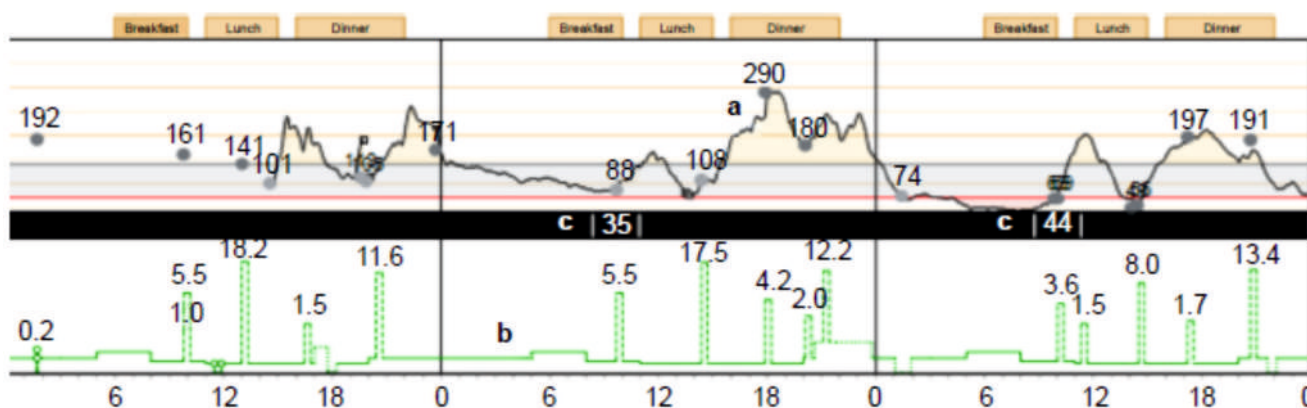 Breakfast Lunch Dinner Breakfast Lunch Dinner Breakfast Lunch Dinner
290
a
192 161 141 101 171 88 108 180 74 197 191
c 35 c 44
18.2 11.6 17.5 12.2 13.4
5.5 5.5 4.2 3.6 8.0
1.0 1.5 2.0 1.5 1.7
0.2 b
6 12 18 0 6 12 18 0 6 12 18 0